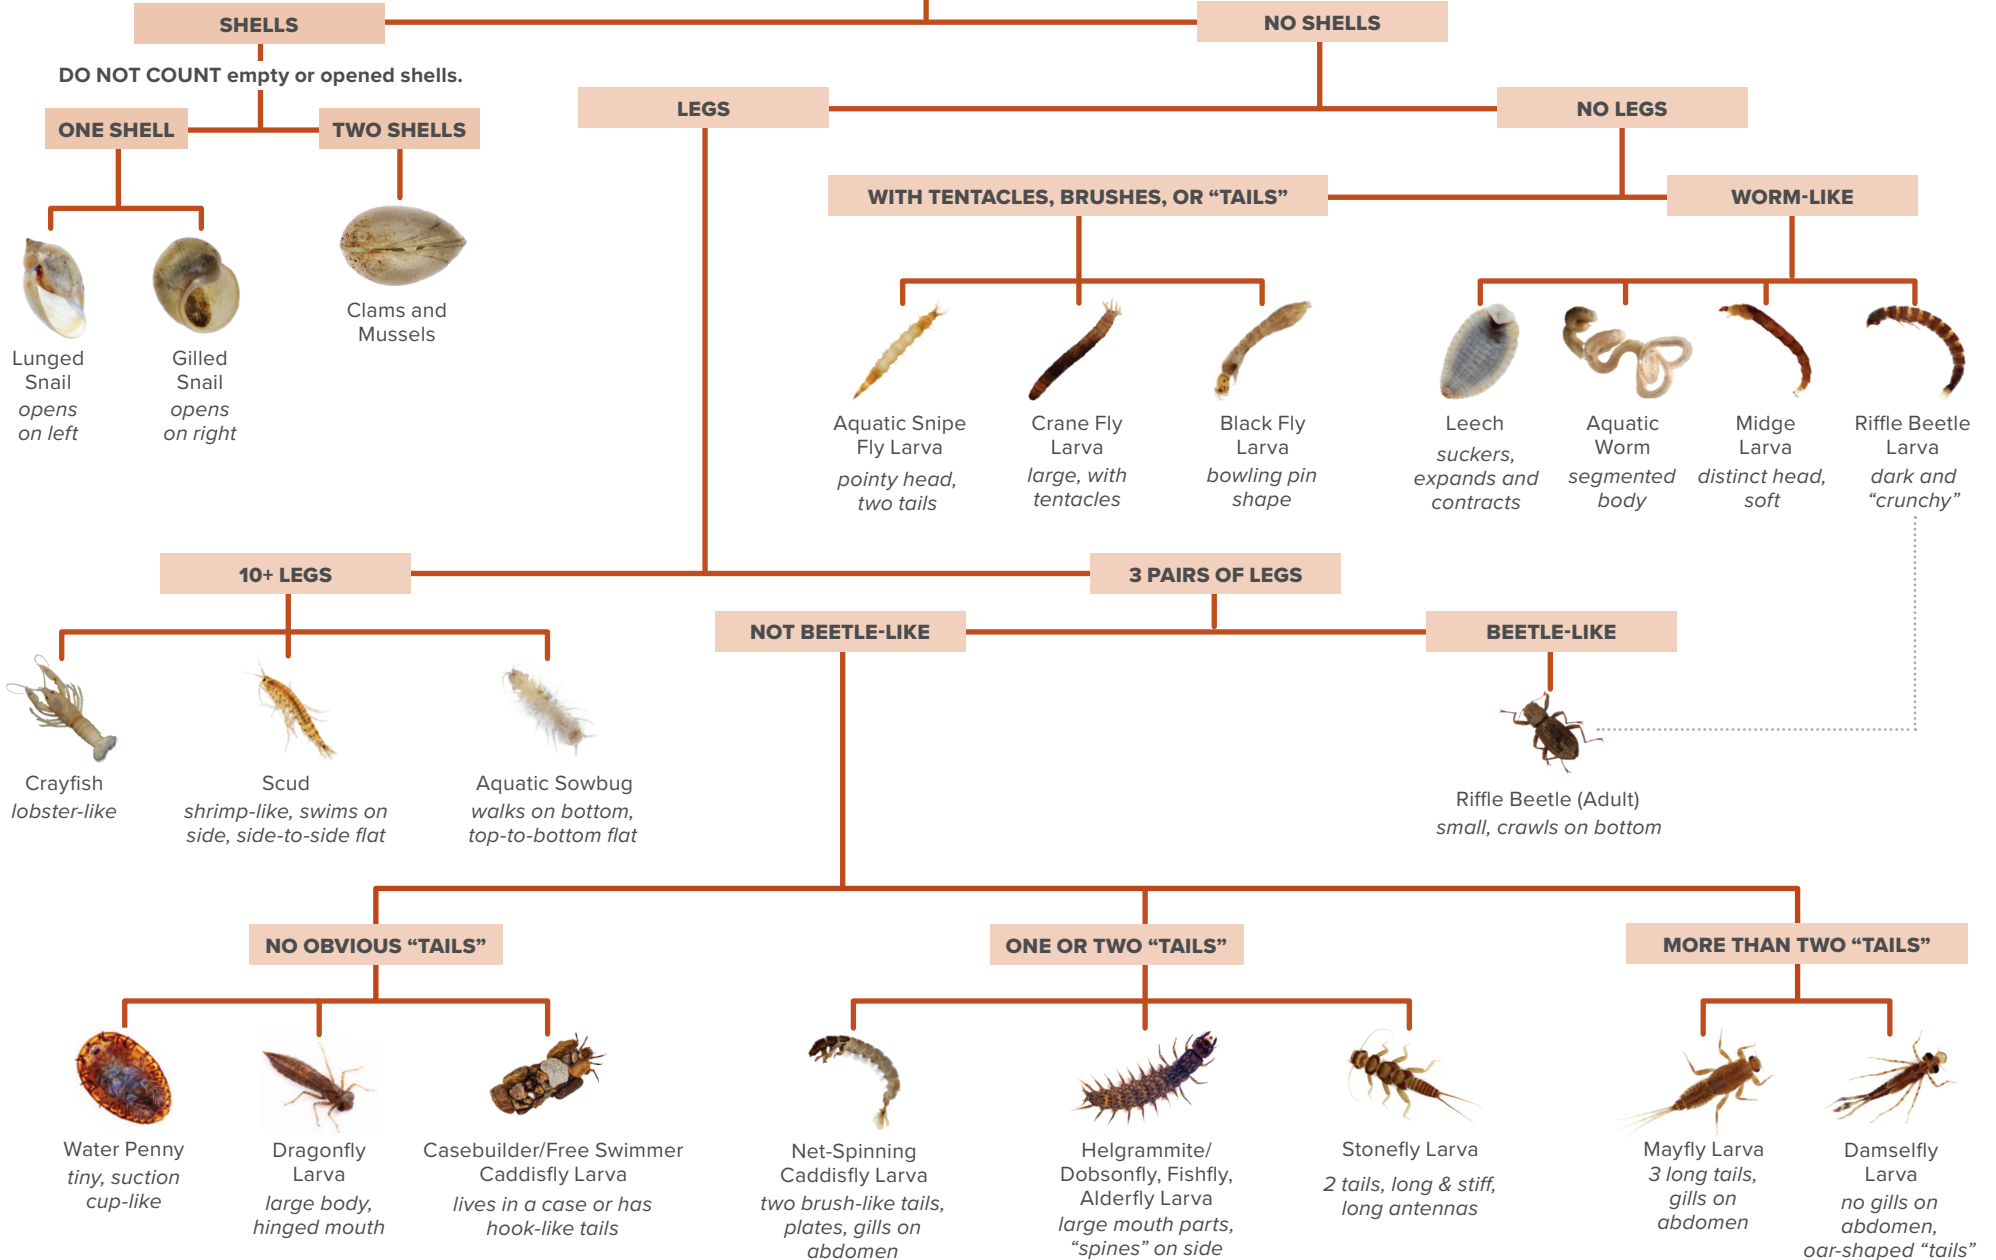 SHELLS
NO SHELLS
DO NOT COUNT empty or opened shells.
LEGS
NO LEGS
ONE SHELL
TWO SHELLS
WITH TENTACLES, BRUSHES, OR “TAILS”
WORM-LIKE
Lunged
Snail
opens
on left
Gilled
Snail
opens
on right
Clams and
Mussels
Aquatic Snipe
Fly Larva
pointy head,
two tails
Crane Fly
Larva
large, with
tentacles
Black Fly
Larva
bowling pin
shape
Leech
suckers,
expands and
contracts
Aquatic
Worm
segmented
body
Midge
Larva
distinct head,
soft
Riffle Beetle
Larva
dark and
“crunchy”
10+ LEGS
3 PAIRS OF LEGS
NOT BEETLE-LIKE
BEETLE-LIKE
Crayfish
lobster-like
Scud
shrimp-like, swims on
side, side-to-side flat
Aquatic Sowbug
walks on bottom,
top-to-bottom flat
Riffle Beetle (Adult)
small, crawls on bottom
NO OBVIOUS “TAILS”
ONE OR TWO “TAILS”
MORE THAN TWO “TAILS”
Water Penny
tiny, suction
cup-like
Dragonfly
Larva
large body,
hinged mouth
Casebuilder/Free Swimmer
Caddisfly Larva
lives in a case or has
hook-like tails
Net-Spinning
Caddisfly Larva
two brush-like tails,
plates, gills on
abdomen
Helgrammite/
Dobsonfly, Fishfly,
Alderfly Larva
large mouth parts,
“spines” on side
Stonefly Larva
2 tails, long & stiff,
long antennas
Mayfly Larva
3 long tails,
gills on
abdomen
Damselfly
Larva
no gills on
abdomen,
oar-shaped “tails”